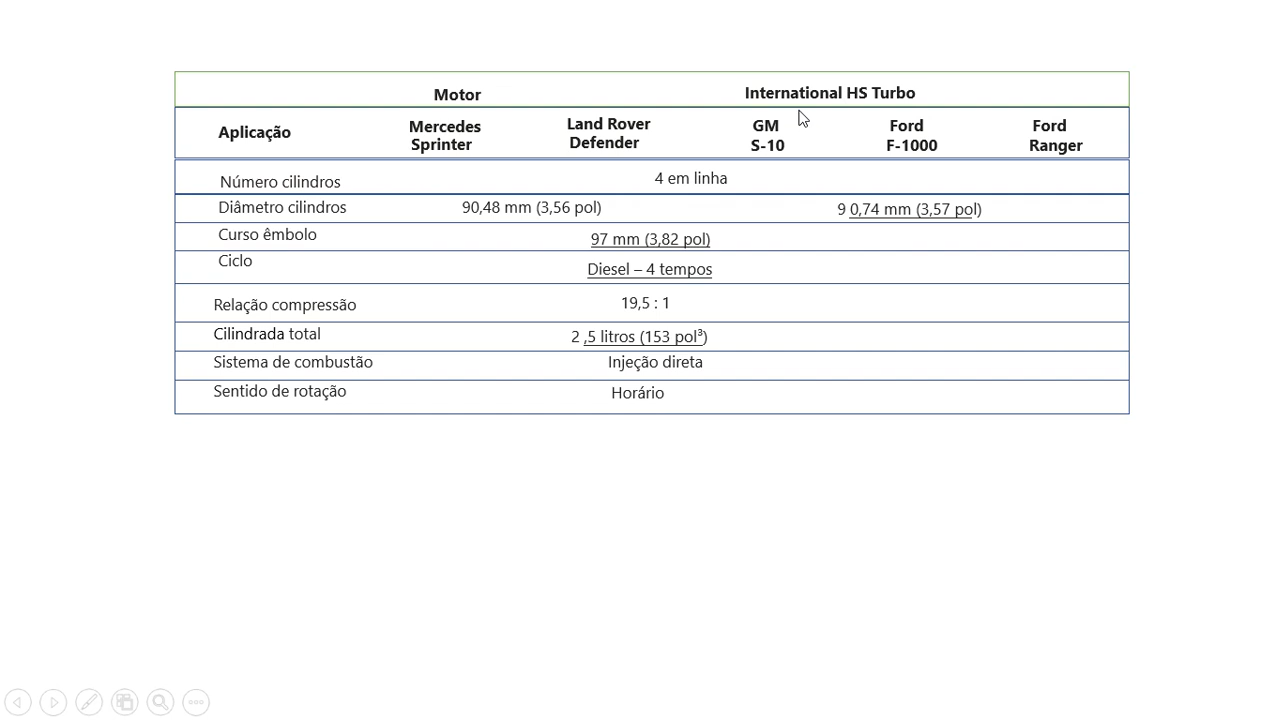 Motor International HS Turbo
Aplicação Mercedes Sprinter Land Rover Defender GM S-10 Ford F-1000 Ford Ranger
Número cilindros 4 em linha
Diâmetro cilindros 90,48 mm (3,56 pol) 9 0,74 mm (3,57 pol)
Curso êmbolo 97 mm (3,82 pol)
Ciclo Diesel – 4 tempos
Relação compressão 19,5 : 1
Cilindrada total 2 ,5 litros (153 pol³)
Sistema de combustão Injeção direta
Sentido de rotação Horário